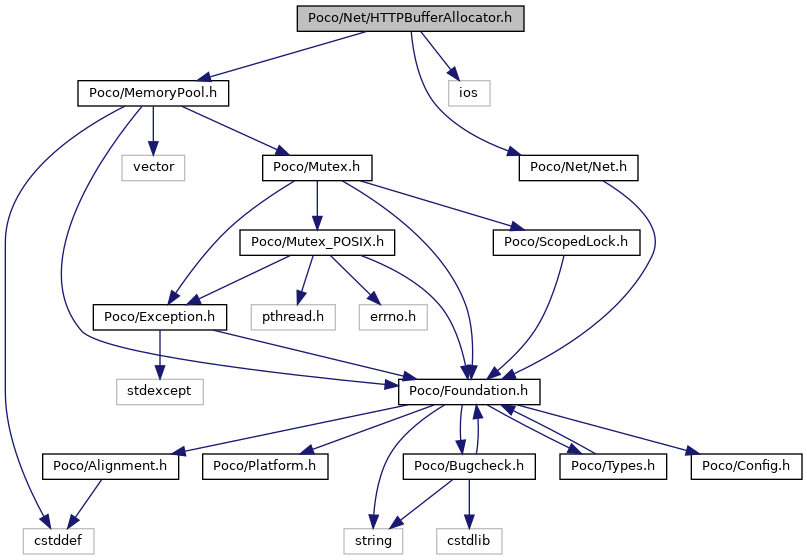 Poco/Net/HTTPBufferAllocator.h
Poco/MemoryPool.h
ios
vector
Poco/Mutex.h
Poco/Net/Net.h
Poco/Mutex_POSIX.h
Poco/ScopedLock.h
Poco/Exception.h
pthread.h
errno.h
stdexcept
Poco/Foundation.h
Poco/Alignment.h
Poco/Platform.h
Poco/Bugcheck.h
Poco/Types.h
Poco/Config.h
cstddef
string
cstdlib